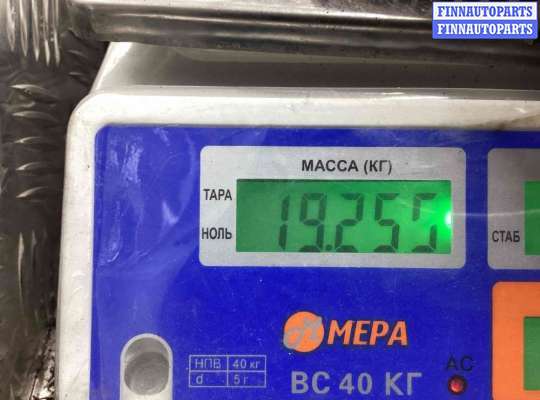 FINNAUTOPARTS
FINNAUTOPARTS
МАССА (КГ)
ТАРА
НОЛЬ
19.255
СТАБ
МЕРА
НПВ 40 кг
d 5 г
ВС 40 КГ
AC